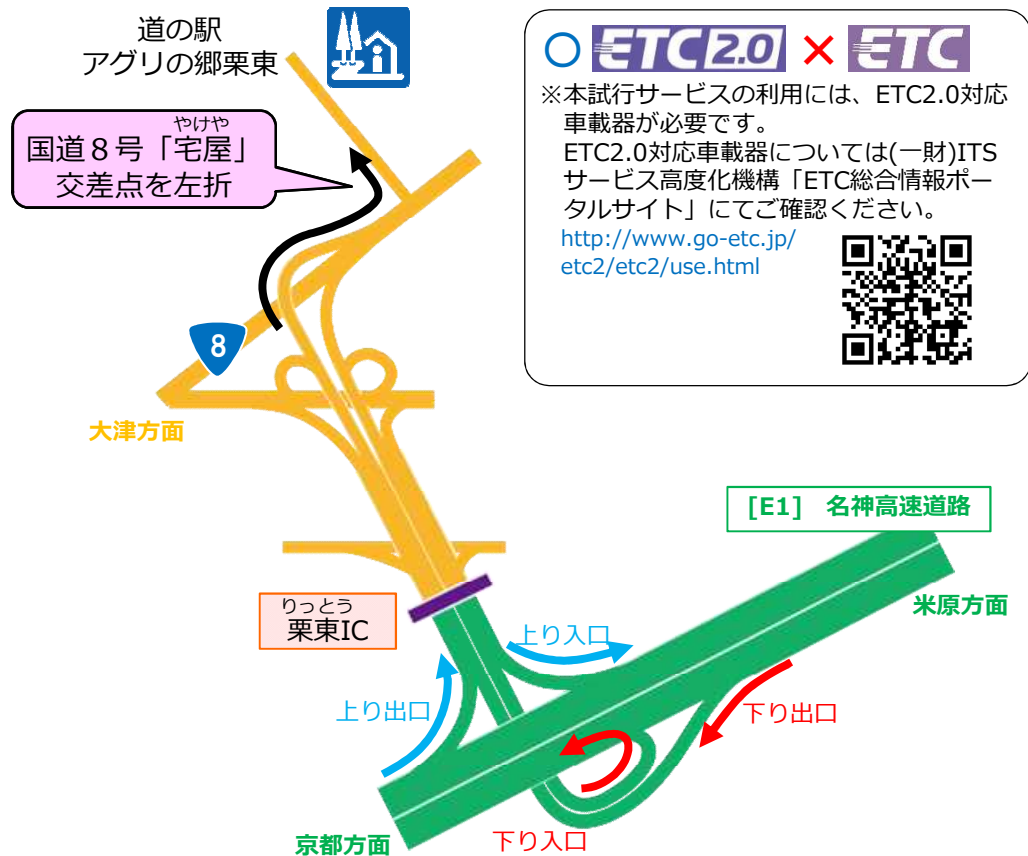 道の駅
アグリの郷栗東
やけや
国道８号「宅屋」
交差点を左折
8
大津方面
○ ETC2.0 × ETC
※本試行サービスの利用には、ETC2.0対応
車載器が必要です。
ETC2.0対応車載器については(一財)ITS
サービス高度化機構「ETC総合情報ポー
タルサイト」にてご確認ください。
http://www.go-etc.jp/
etc2/etc2/use.html
[E1]　名神高速道路
米原方面
りっとう
栗東IC
上り入口
上り出口
下り出口
下り入口
京都方面